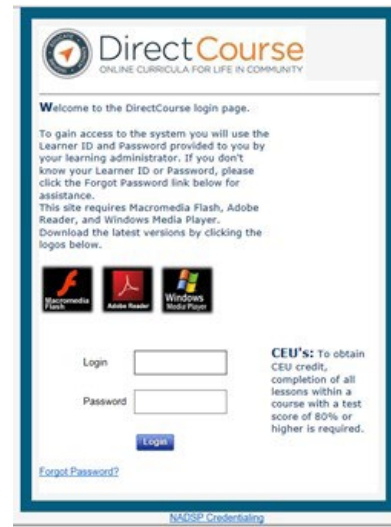 DirectCourse
ONLINE CURRICULA FOR LIFE IN COMMUNITY
Welcome to the DirectCourse login page.
To gain access to the system you will use the
Learner ID and Password provided to you by
your learning administrator. If you don't
know your Learner ID or Password, please
click the Forgot Password link below for
assistance.
This site requires Macromedia Flash, Adobe
Reader, and Windows Media Player.
Download the latest versions by clicking the
logos below.
Macromedia
Flash
Adobe Reader
Windows
Media Player
Login
Password
Login
Forgot Password?
CEU's: To obtain
CEU credit,
completion of all
lessons within a
course with a test
score of 80% or
higher is required.
NADSP Credentialing